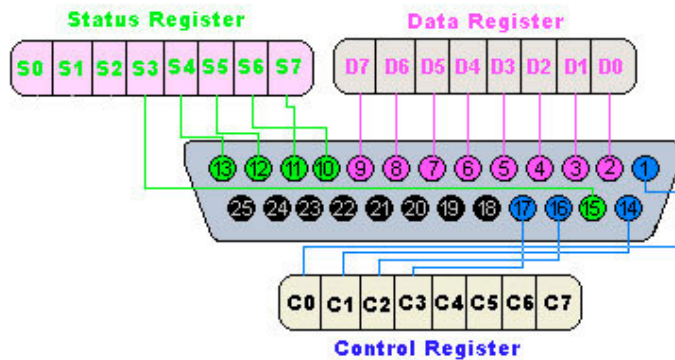 Status Register Data Register
S0 S1 S2 S3 S4 S5 S6 S7 D7 D6 D5 D4 D3 D2 D1 D0
13 12 11 10 9 8 7 6 5 4 3 2 1
25 24 23 22 21 20 19 18 17 16 15 14
C0 C1 C2 C3 C4 C5 C6 C7
Control Register